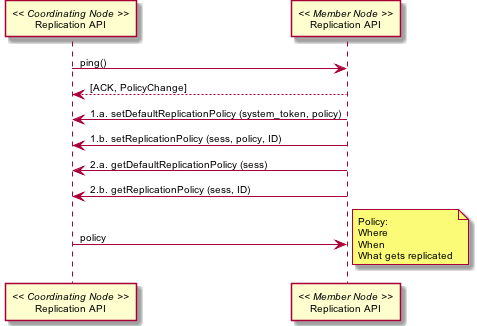 << Coordinating Node >>
Replication API
<< Member Node >>
Replication API
ping()
[ACK, PolicyChange]
1.a. setDefaultReplicationPolicy (system_token, policy)
1.b. setReplicationPolicy (sess, policy, ID)
2.a. getDefaultReplicationPolicy (sess)
2.b. getReplicationPolicy (sess, ID)
policy
Policy:
Where
When
What gets replicated
<< Coordinating Node >>
Replication API
<< Member Node >>
Replication API